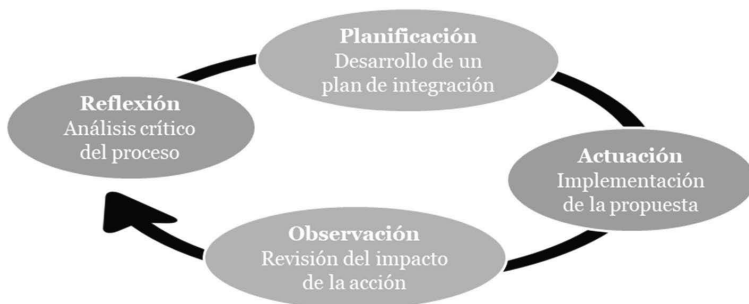 Planificación
Desarrollo de un
plan de integración
Reflexión
Análisis crítico
del proceso
Actuación
Implementación
de la propuesta
Observación
Revisión del impacto
de la acción